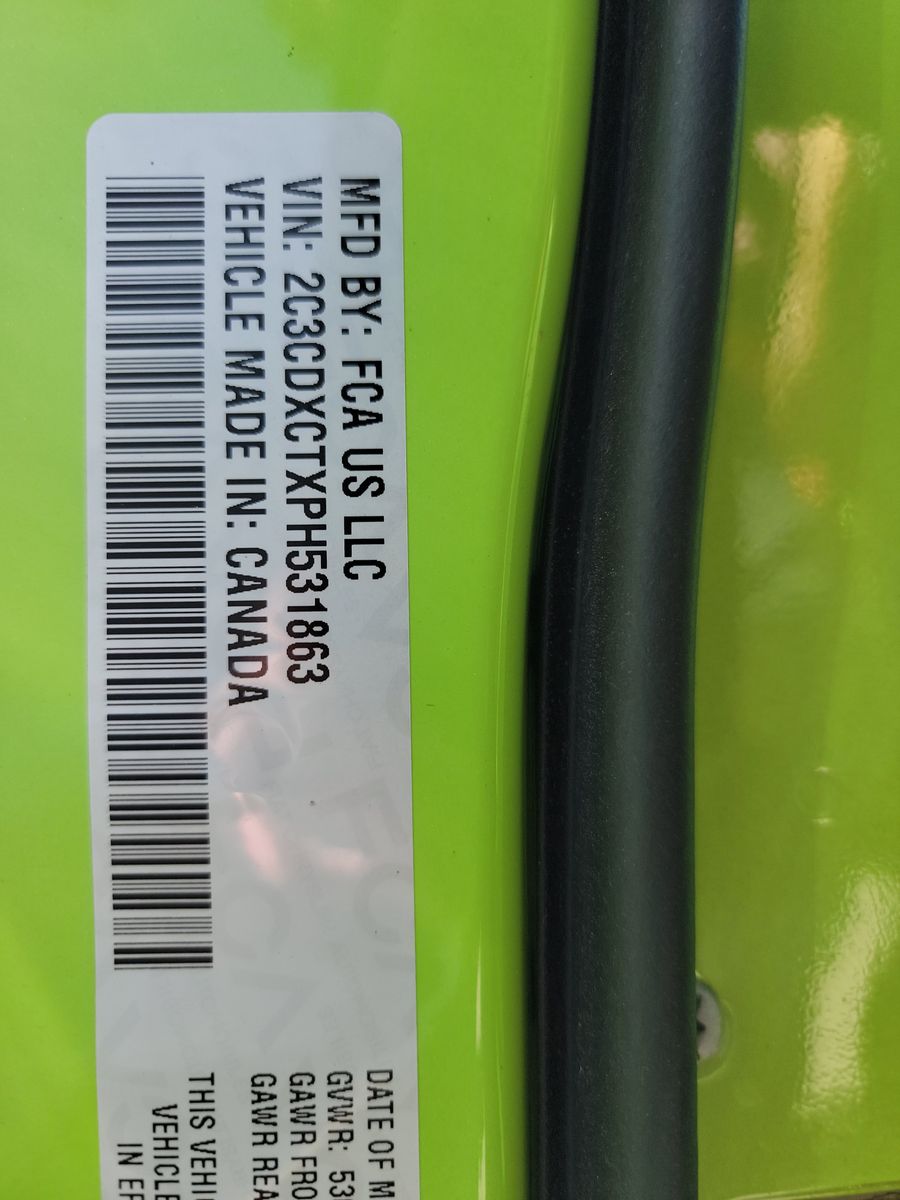 MFD BY: FCA US LLC
VIN: 2C3CDXCTXPH531863
VEHICLE MADE IN: CANADA
DATE OF M
GVWR: 53
GAWR FRO
GAWR REA
THIS VEHI
VEHICLE
IN EF